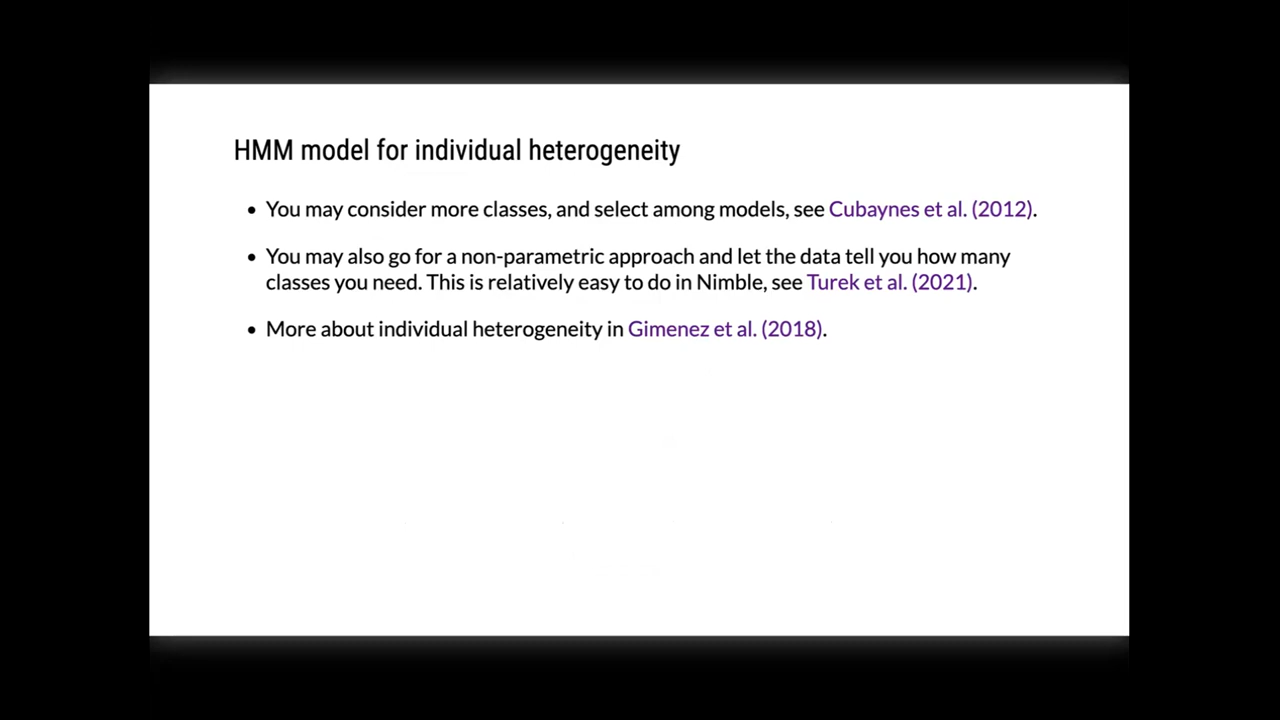 HMM model for individual heterogeneity
• You may consider more classes, and select among models, see Cubaynes et al. (2012).
• You may also go for a non-parametric approach and let the data tell you how many
classes you need. This is relatively easy to do in Nimble, see Turek et al. (2021).
• More about individual heterogeneity in Gimenez et al. (2018).